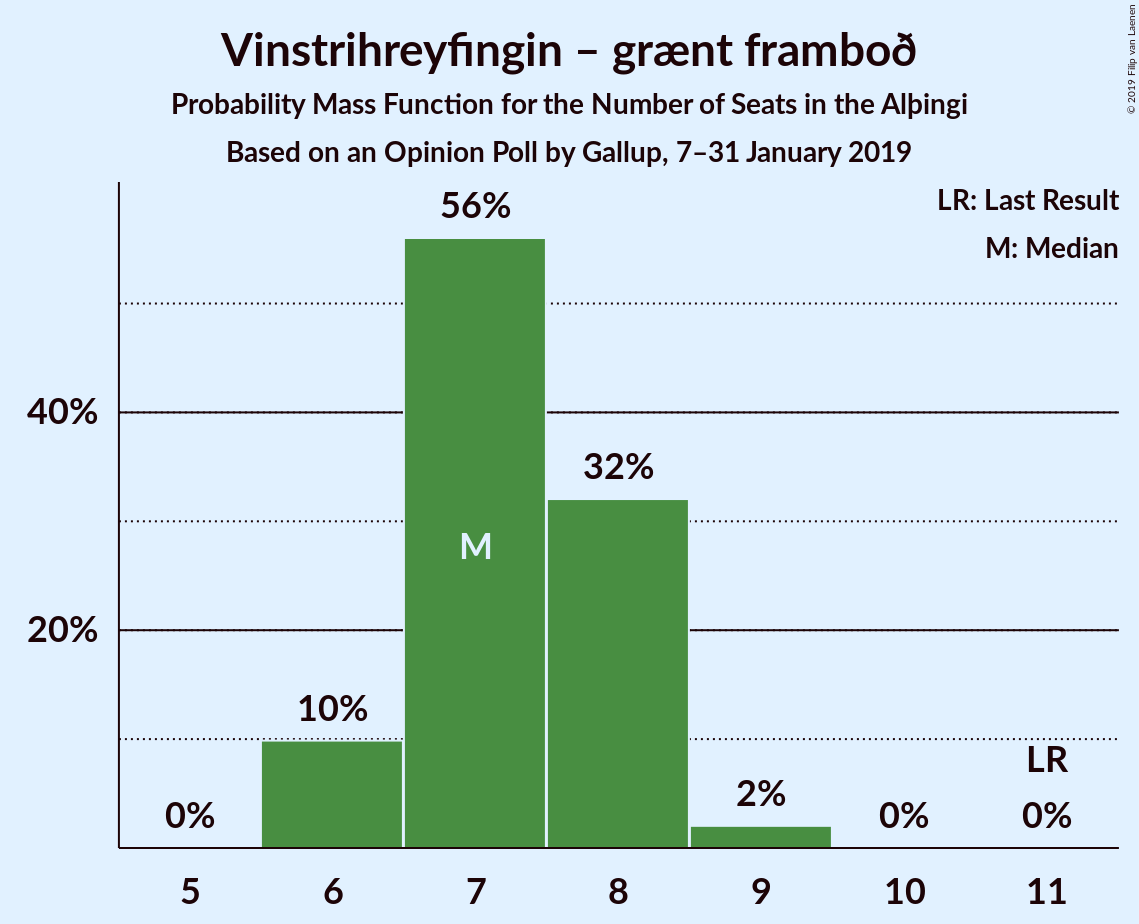 Vinstrihreyfingin – grænt framboð
Probability Mass Function for the Number of Seats in the Alþingi
Based on an Opinion Poll by Gallup, 7–31 January 2019
© 2019 Filip van Laenen
LR: Last Result
M: Median
56%
40%
32%
M
20%
10%
LR
2%
0%
0%
0%
5 6 7 8 9 10 11